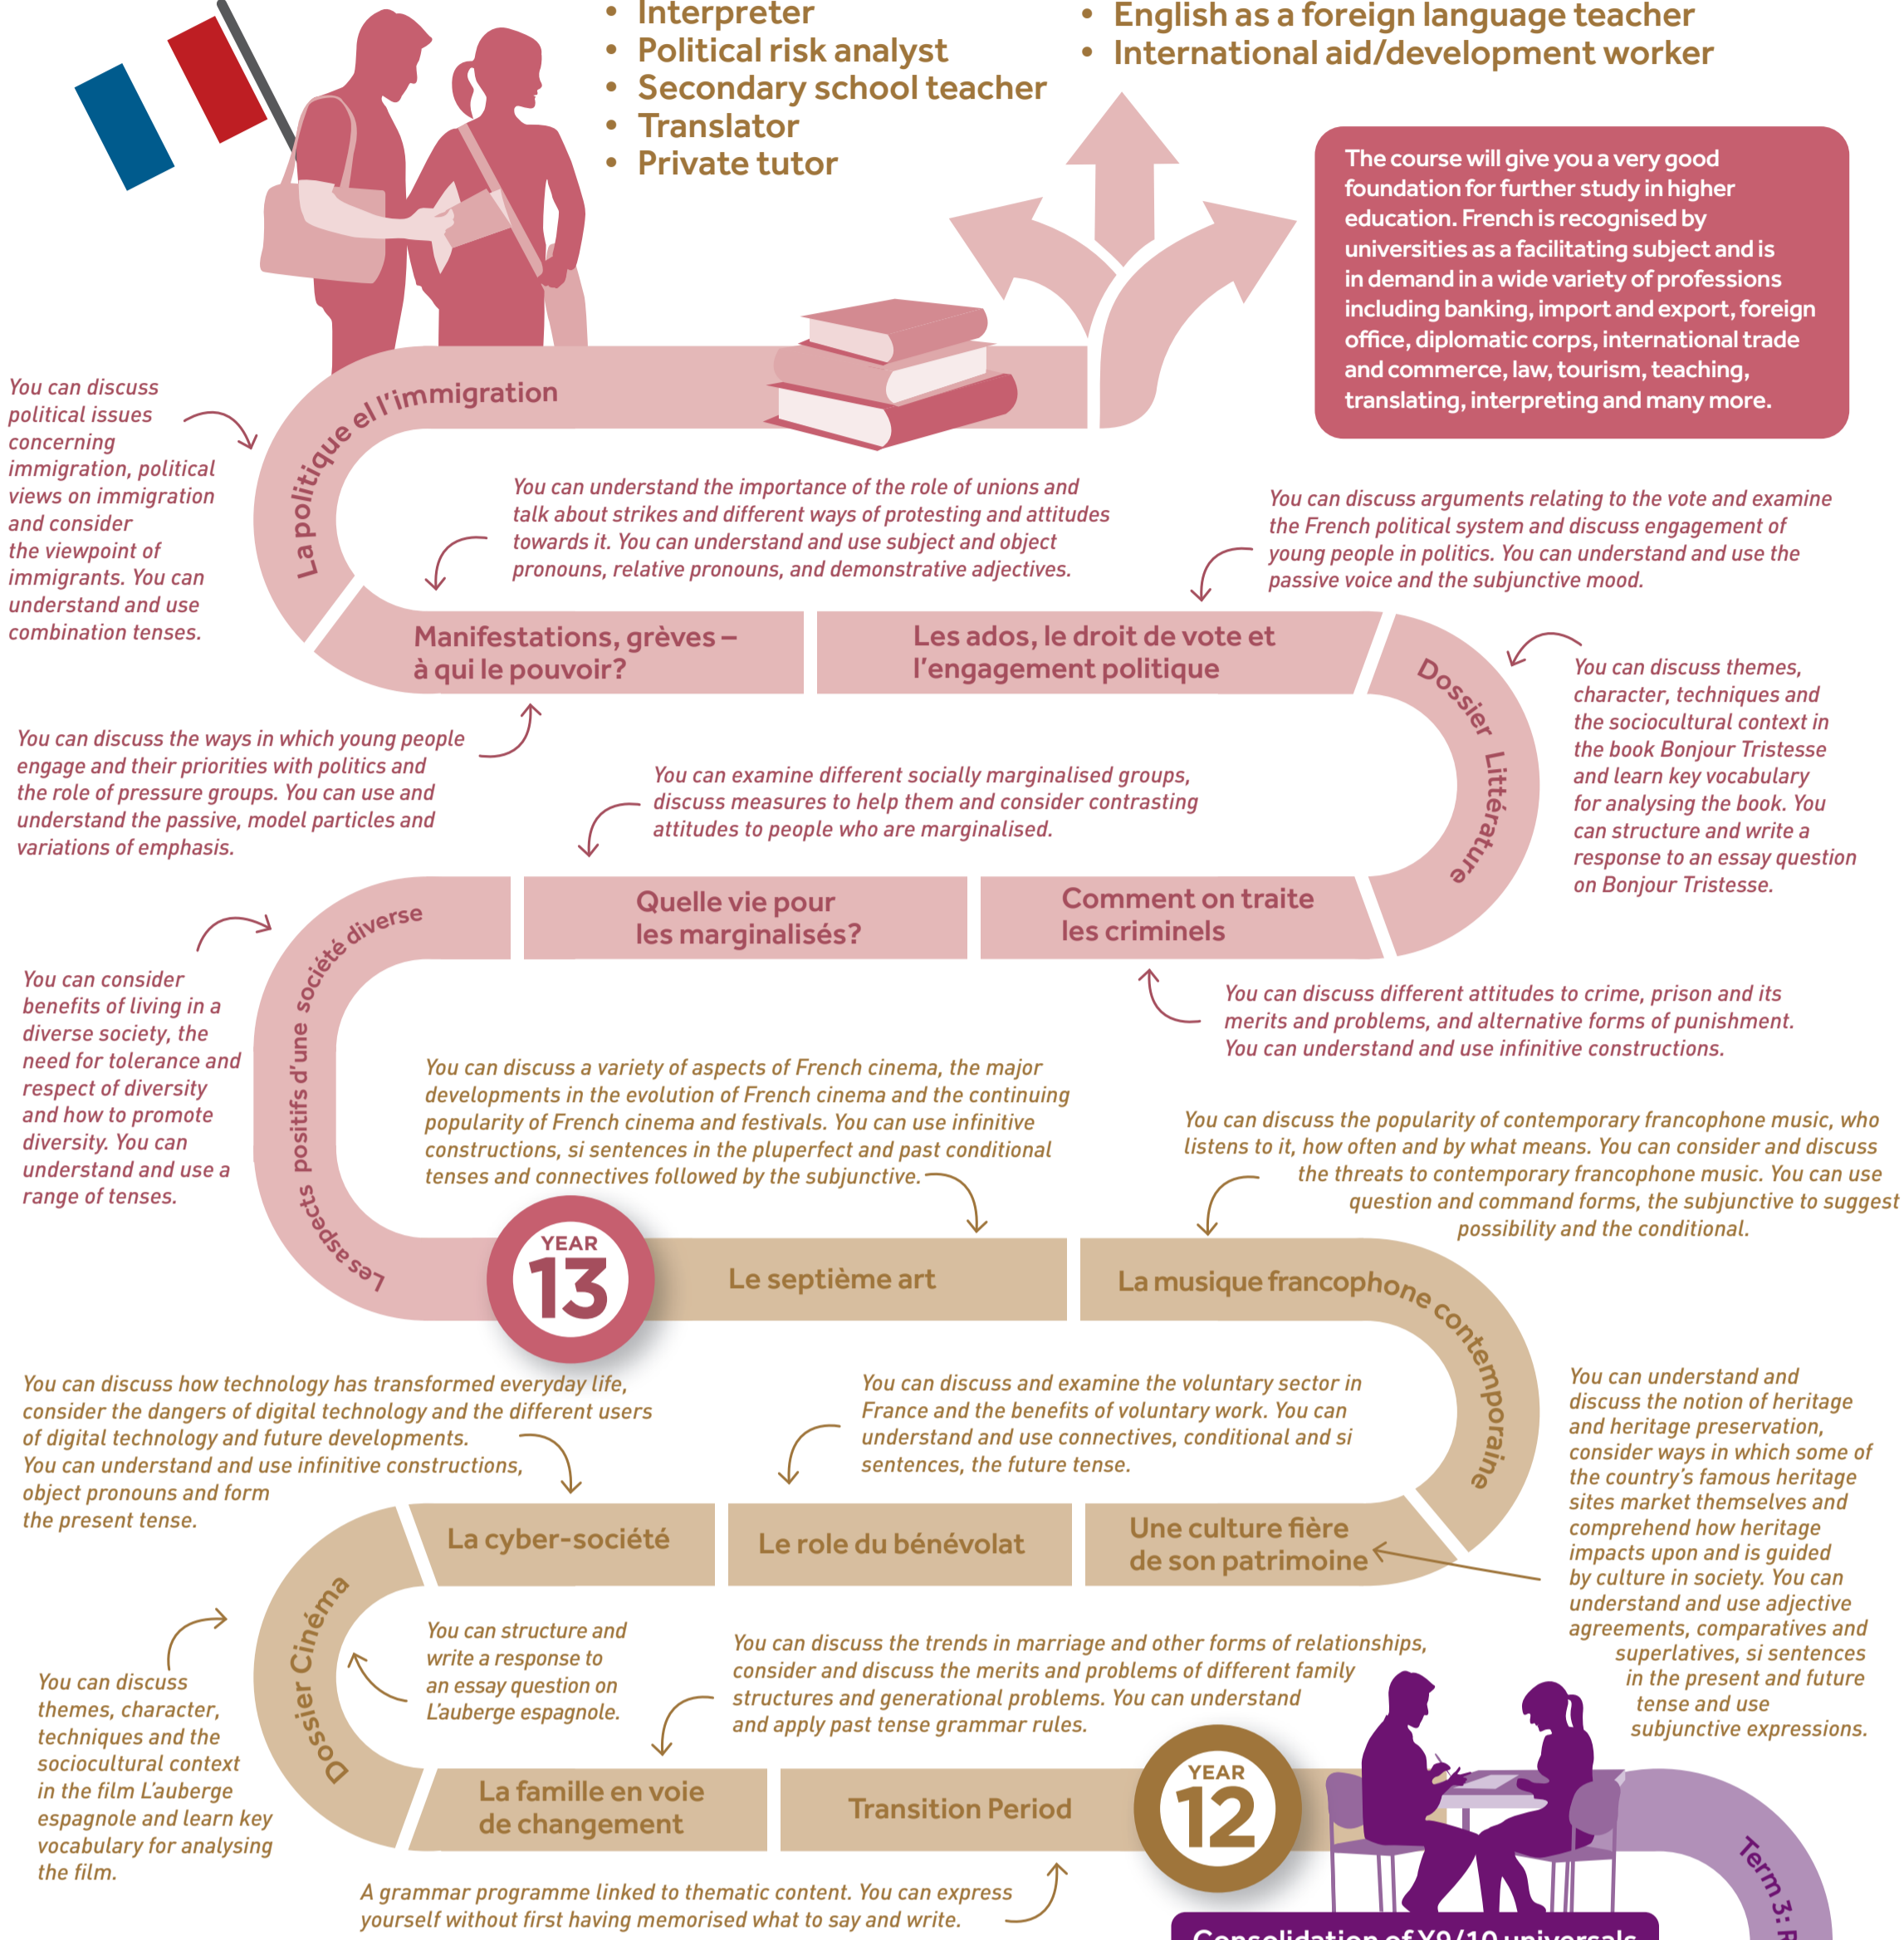 Interpreter
Political risk analyst
Secondary school teacher
Translator
Private tutor
English as a foreign language teacher
International aid/development worker
The course will give you a very good
foundation for further study in higher
education. French is recognised by
universities as a facilitating subject and is
in demand in a wide variety of professions
including banking, import and export, foreign
office, diplomatic corps, international trade
and commerce, law, tourism, teaching,
translating, interpreting and many more.
You can discuss
political issues
concerning
immigration, political
views on immigration
and consider
the viewpoint of
immigrants. You can
understand and use
combination tenses.
La politique el l'immigration
You can understand the importance of the role of unions and
talk about strikes and different ways of protesting and attitudes
towards it. You can understand and use subject and object
pronouns, relative pronouns, and demonstrative adjectives.
You can discuss arguments relating to the vote and examine
the French political system and discuss engagement of
young people in politics. You can understand and use the
passive voice and the subjunctive mood.
Manifestations, grèves –
à qui le pouvoir?
Les ados, le droit de vote et
l'engagement politique
Dossier Littérature
You can discuss themes,
character, techniques and
the sociocultural context in
the book Bonjour Tristesse
and learn key vocabulary
for analysing the book. You
can structure and write a
response to an essay question
on Bonjour Tristesse.
You can discuss the ways in which young people
engage and their priorities with politics and
the role of pressure groups. You can use and
understand the passive, model particles and
variations of emphasis.
You can examine different socially marginalised groups,
discuss measures to help them and consider contrasting
attitudes to people who are marginalised.
Les aspects positifs d'une société diverse
Quelle vie pour
les marginalisés?
Comment on traite
les criminels
You can consider
benefits of living in a
diverse society, the
need for tolerance and
respect of diversity
and how to promote
diversity. You can
understand and use a
range of tenses.
You can discuss different attitudes to crime, prison and its
merits and problems, and alternative forms of punishment.
You can understand and use infinitive constructions.
You can discuss a variety of aspects of French cinema, the major
developments in the evolution of French cinema and the continuing
popularity of French cinema and festivals. You can use infinitive
constructions, si sentences in the pluperfect and past conditional
tenses and connectives followed by the subjunctive.
You can discuss the popularity of contemporary francophone music, who
listens to it, how often and by what means. You can consider and discuss
the threats to contemporary francophone music. You can use
question and command forms, the subjunctive to suggest
possibility and the conditional.
YEAR
13
Le septième art
La musique francophone contemporaine
You can discuss how technology has transformed everyday life,
consider the dangers of digital technology and the different users
of digital technology and future developments.
You can understand and use infinitive constructions,
object pronouns and form
the present tense.
You can discuss and examine the voluntary sector in
France and the benefits of voluntary work. You can
understand and use connectives, conditional and si
sentences, the future tense.
You can understand and
discuss the notion of heritage
and heritage preservation,
consider ways in which some of
the country's famous heritage
sites market themselves and
comprehend how heritage
impacts upon and is guided
by culture in society. You can
understand and use adjective
agreements, comparatives and
superlatives, si sentences
in the present and future
tense and use
subjunctive expressions.
La cyber-société
Le role du bénévolat
Une culture fière
de son patrimoine
Dossier Cinéma
You can structure and
write a response to
an essay question on
L'auberge espagnole.
You can discuss
themes, character,
techniques and the
sociocultural context
in the film L'auberge
espagnole and learn key
vocabulary for analysing
the film.
You can discuss the trends in marriage and other forms of relationships,
consider and discuss the merits and problems of different family
structures and generational problems. You can understand
and apply past tense grammar rules.
La famille en voie
de changement
Transition Period
YEAR
12
A grammar programme linked to thematic content. You can express
yourself without first having memorised what to say and write.
Term 3:
Consolidation of Y9/10 universals